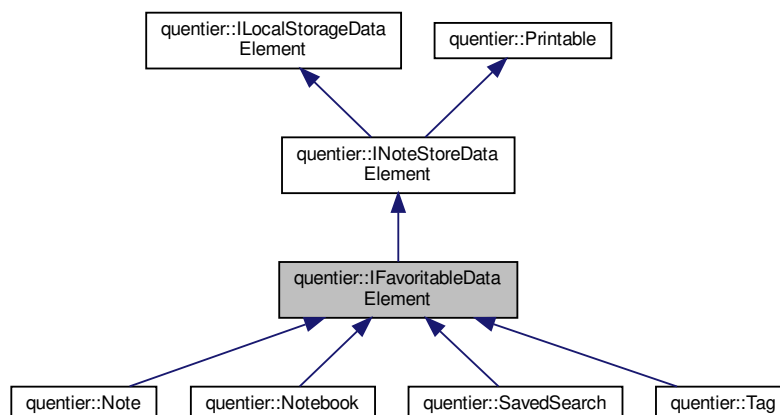 quentier::ILocalStorageData
Element
quentier::Printable
quentier::INoteStoreData
Element
quentier::IFavoritableData
Element
quentier::Note
quentier::Notebook
quentier::SavedSearch
quentier::Tag